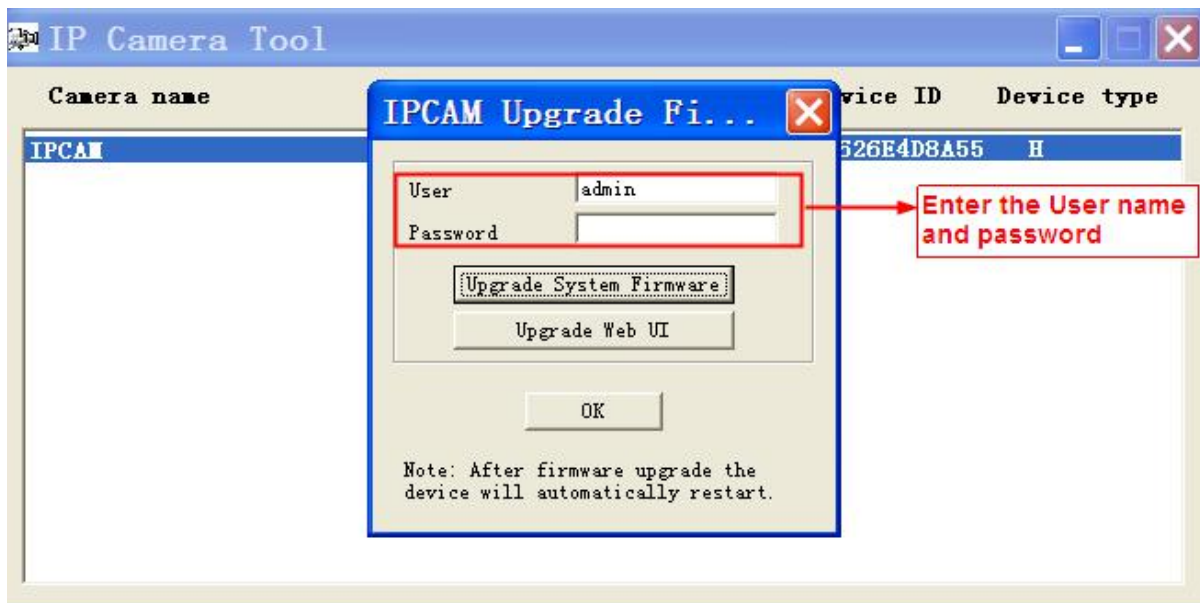 IP Camera Tool
Camera name
vice ID Device type
IPCAM Upgrade Fi...
IPCAM
526E4D8A55 H
User admin
Password
Enter the User name
and password
Upgrade System Firmware
Upgrade Web UI
OK
Note: After firmware upgrade the
device will automatically restart.